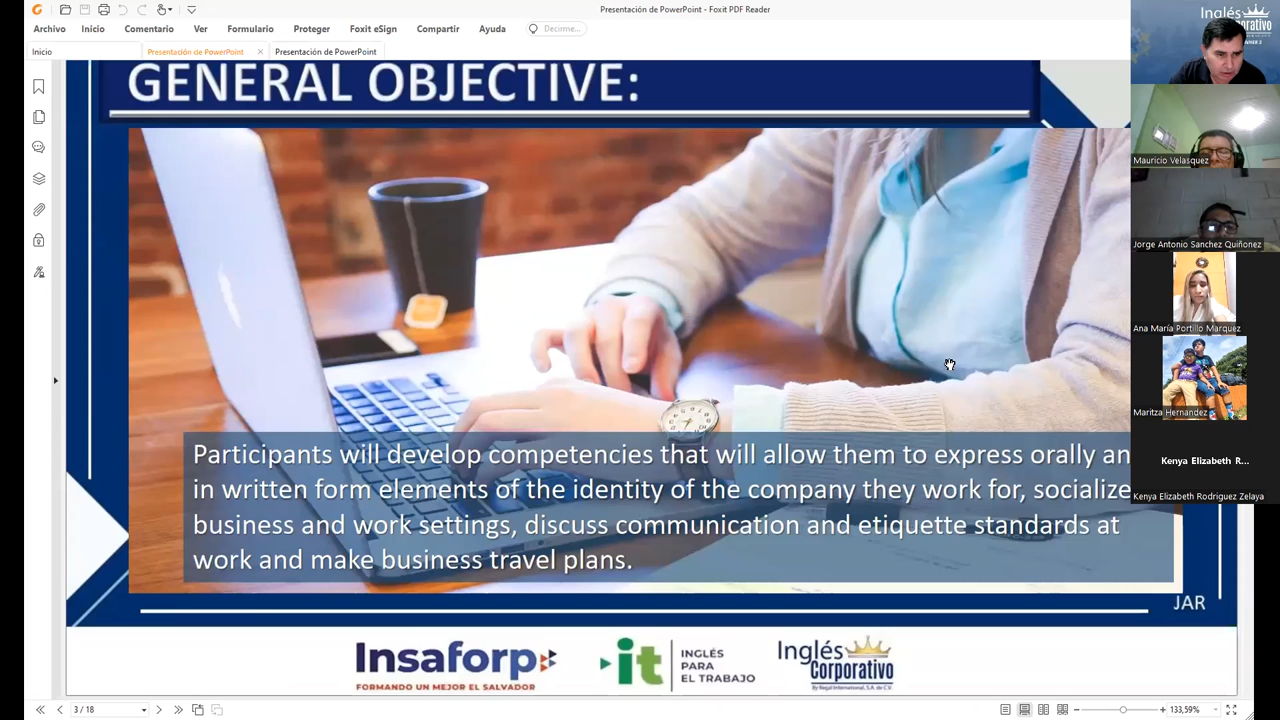 Presentación de PowerPoint - Foxit PDF Reader
Archivo Inicio Comentario Ver Formulario Proteger Foxit eSign Compartir Ayuda Decirme...
Inicio Presentación de PowerPoint Presentación de PowerPoint
GENERAL OBJECTIVE:
Participants will develop competencies that will allow them to express orally an
in written form elements of the identity of the company they work for, socialize
business and work settings, discuss communication and etiquette standards at
work and make business travel plans.
JAR
Insaforp
FORMANDO UN MEJOR EL SALVADOR
it
INGLÉS
PARA
EL TRABAJO
Inglés
Corporativo
By Regal International, S.A. de C.V.
3 / 18
133,59%
Inglés
Mauricio Velasquez
Jorge Antonio Sanchez Quiñonez
Ana María Portillo Marquez
Maritza Hernandez
Kenya Elizabeth R...
Kenya Elizabeth Rodriguez Zelaya